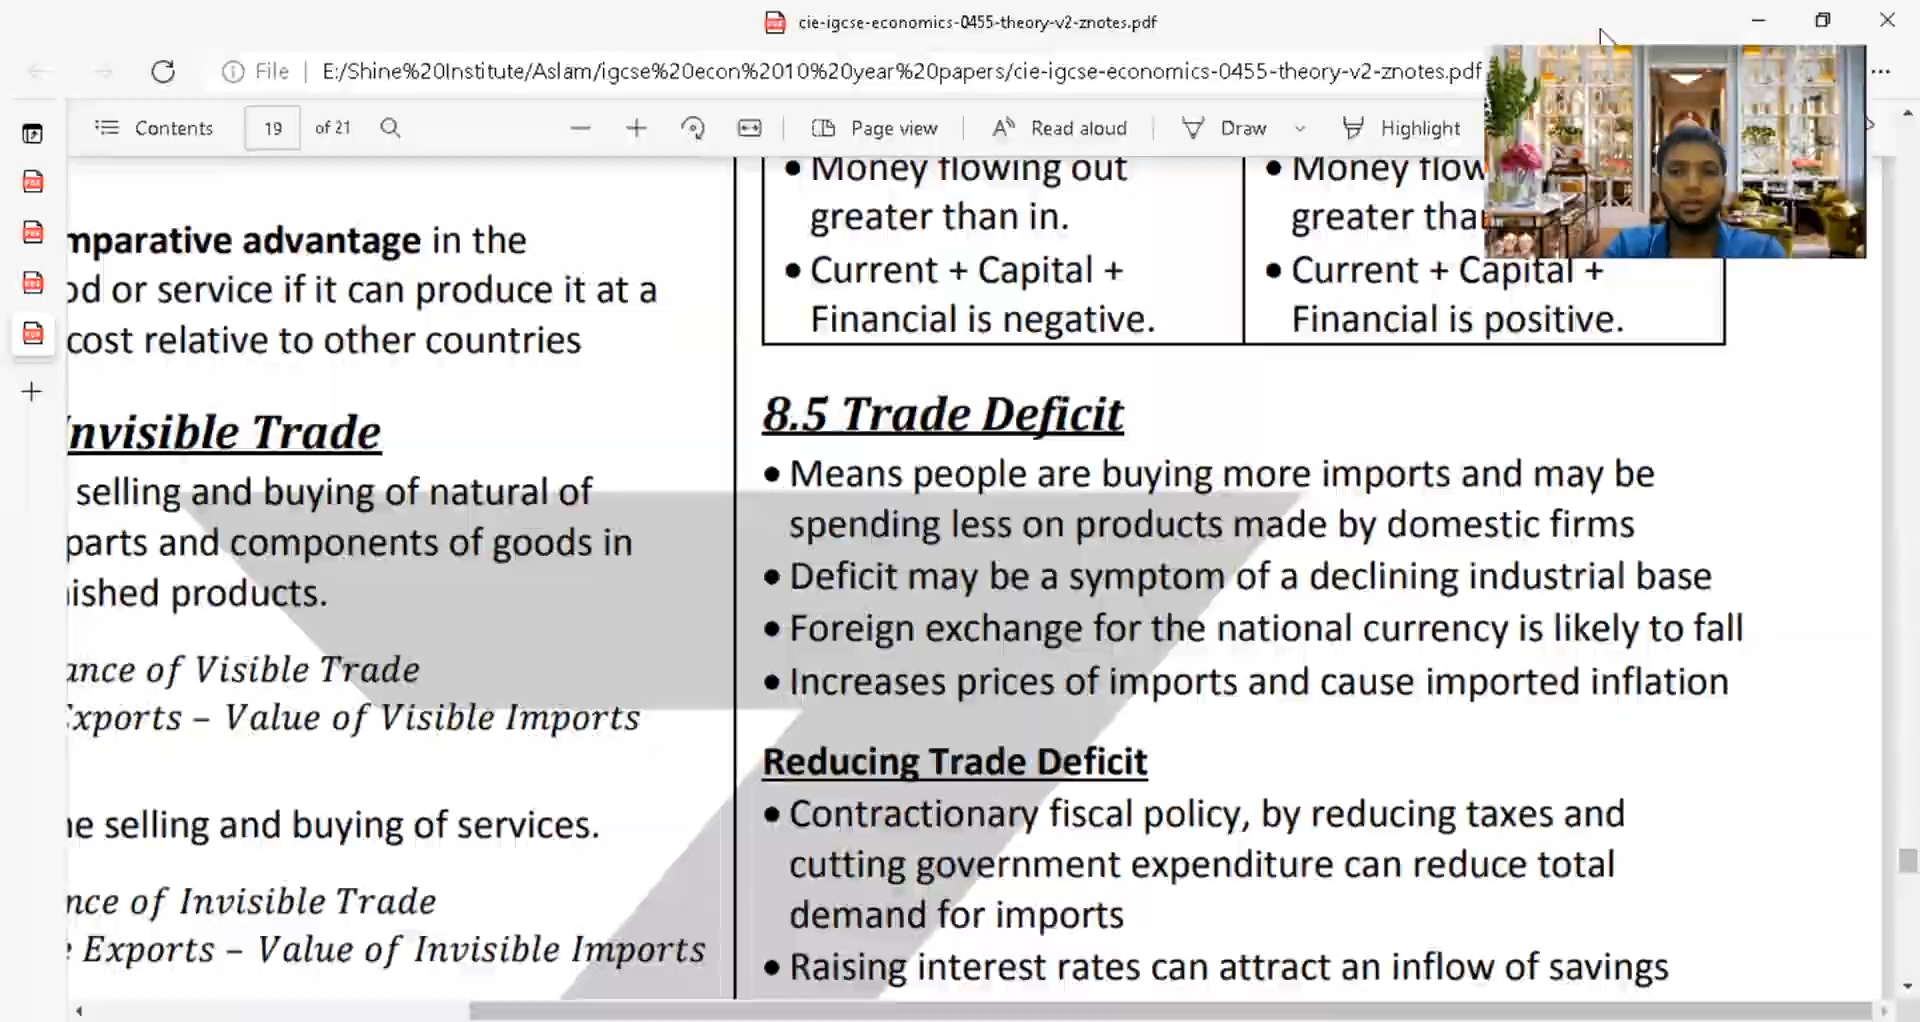 cie-igcse-economics-0455-theory-v2-znotes.pdf
File
E:/Shine%20Institute/Aslam/igcse%20econ%2010%20year%20papers/cie-igcse-economics-0455-theory-v2-znotes.pdf
Contents 19 of 21 Page view Read aloud Draw Highlight
mparative advantage in the
od or service if it can produce it at a
cost relative to other countries
Invisible Trade
selling and buying of natural of
parts and components of goods in
ished products.
ance of Visible Trade
Exports – Value of Visible Imports
he selling and buying of services.
nce of Invisible Trade
Exports – Value of Invisible Imports
• Money flowing out
greater than in.
• Current + Capital +
Financial is negative.
• Money flow
greater tha
• Current + Capital +
Financial is positive.
8.5 Trade Deficit
• Means people are buying more imports and may be
spending less on products made by domestic firms
• Deficit may be a symptom of a declining industrial base
• Foreign exchange for the national currency is likely to fall
• Increases prices of imports and cause imported inflation
Reducing Trade Deficit
• Contractionary fiscal policy, by reducing taxes and
cutting government expenditure can reduce total
demand for imports
• Raising interest rates can attract an inflow of savings